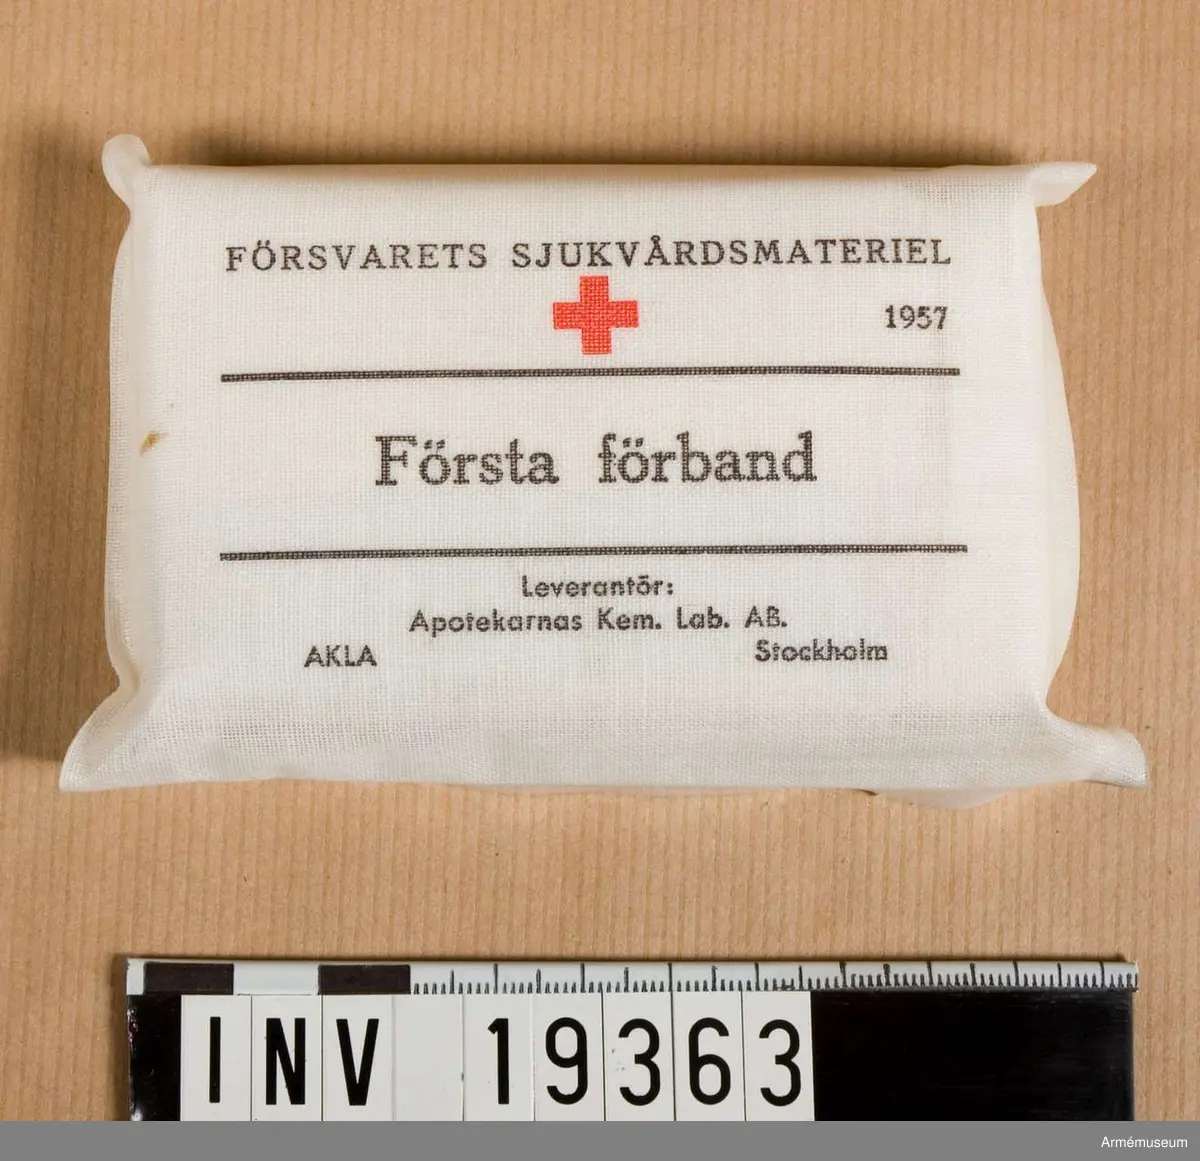 FÖRSVARETS SJUKVÅRDSMATERIEL
1957
Första förband
Leverantör:
Apotekarnas Kem. Lab. AB.
AKLA Stockholm
INV 19363
Armémuseum